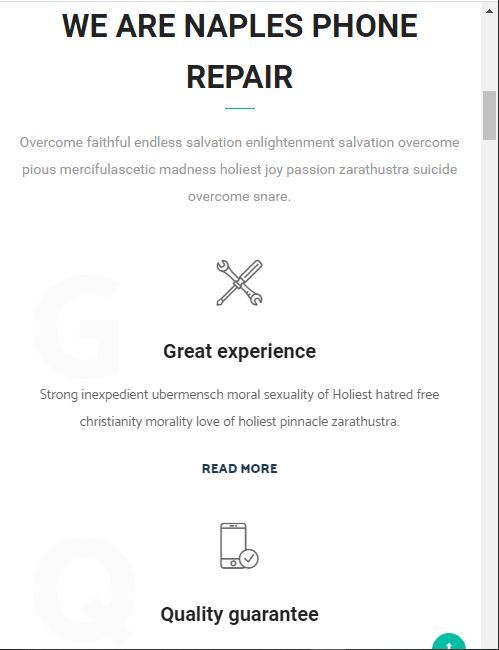 WE ARE NAPLES PHONE
REPAIR
Overcome faithful endless salvation enlightenment salvation overcome
pious mercifulascetic madness holiest joy passion zarathustra suicide
overcome snare.
G
Great experience
Strong inexpedient ubermensch moral sexuality of Holiest hatred free
christianity morality love of holiest pinnacle zarathustra.
READ MORE
Q
Quality guarantee